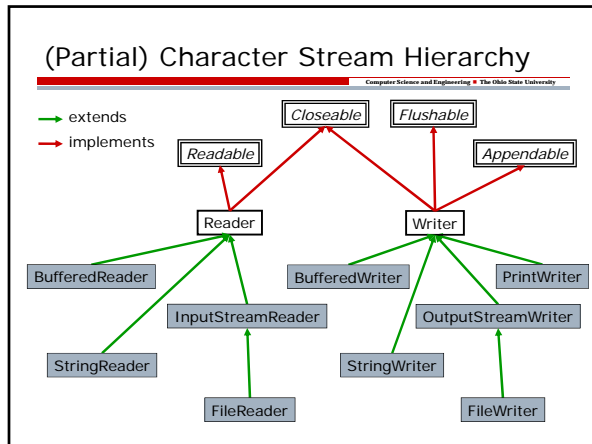 (Partial) Character Stream Hierarchy
Computer Science and Engineering ■ The Ohio State University
extends
implements
Closeable
Flushable
Readable
Appendable
Reader
Writer
BufferedReader
BufferedWriter
PrintWriter
InputStreamReader
OutputStreamWriter
StringReader
StringWriter
FileReader
FileWriter